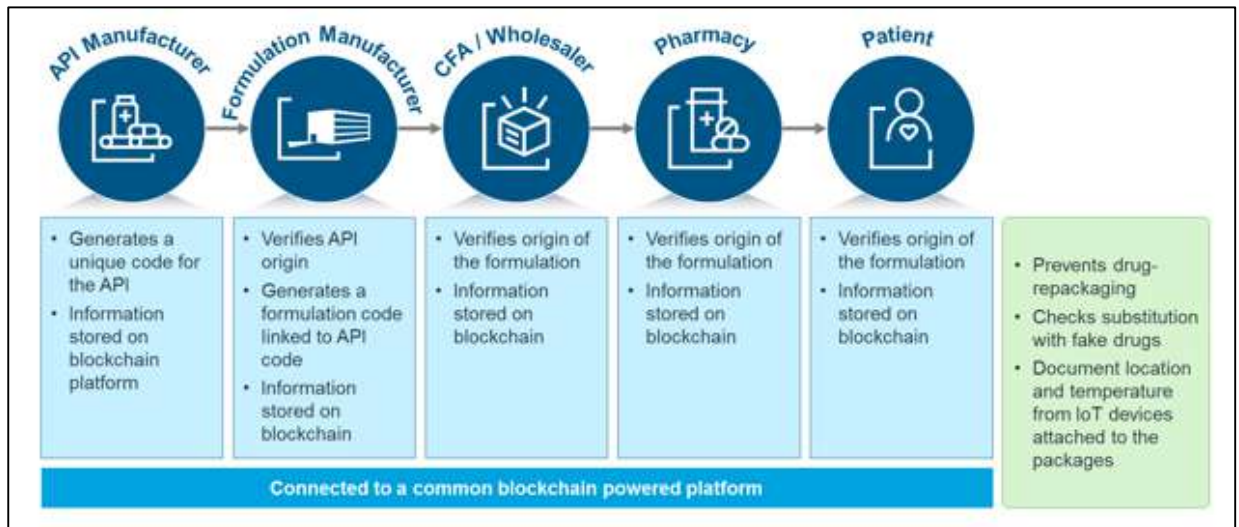 API Manufacturer
Formulation Manufacturer
CFA / Wholesaler
Pharmacy
Patient
• Generates a
unique code for
the API
• Information
stored on
blockchain
platform
• Verifies API
origin
• Generates a
formulation code
linked to API
code
• Information
stored on
blockchain
• Verifies origin of
the formulation
• Information
stored on
blockchain
• Verifies origin of
the formulation
• Information
stored on
blockchain
• Verifies origin of
the formulation
• Information
stored on
blockchain
• Prevents drug-
repackaging
• Checks substitution
with fake drugs
• Document location
and temperature
from IoT devices
attached to the
packages
Connected to a common blockchain powered platform